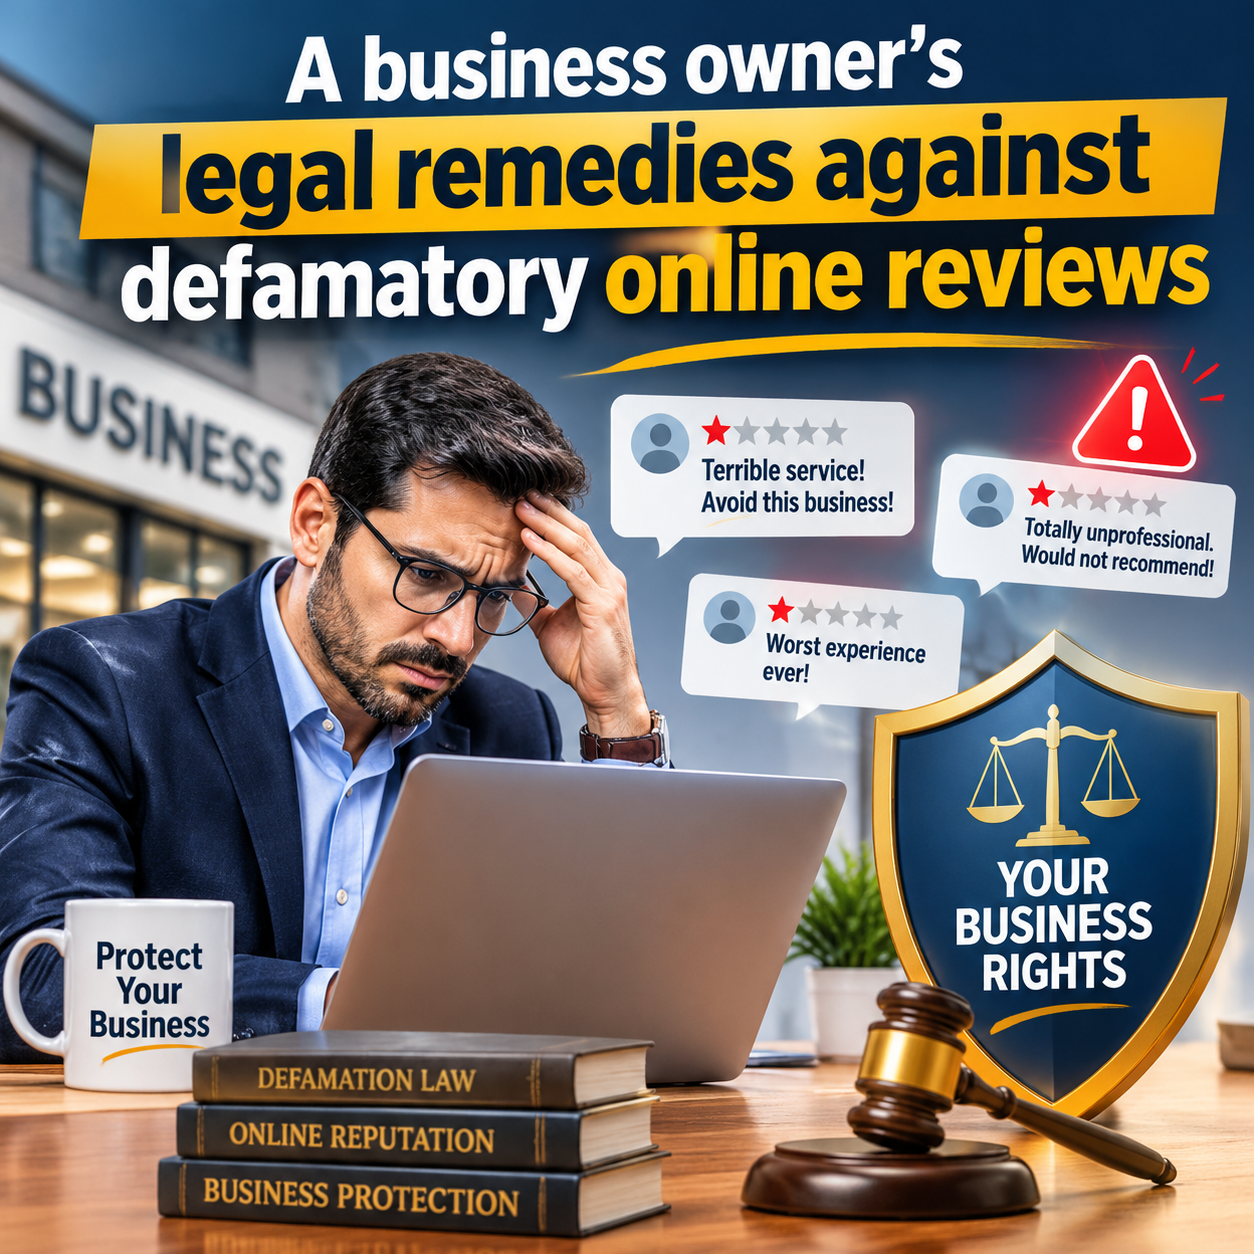 A business owner's
legal remedies against
defamatory online reviews
BUSINESS
Terrible service!
Avoid this business!
Totally unprofessional.
Would not recommend!
Worst experience
ever!
YOUR
BUSINESS
RIGHTS
Protect
Your
Business
DEFAMATION LAW
ONLINE REPUTATION
BUSINESS PROTECTION